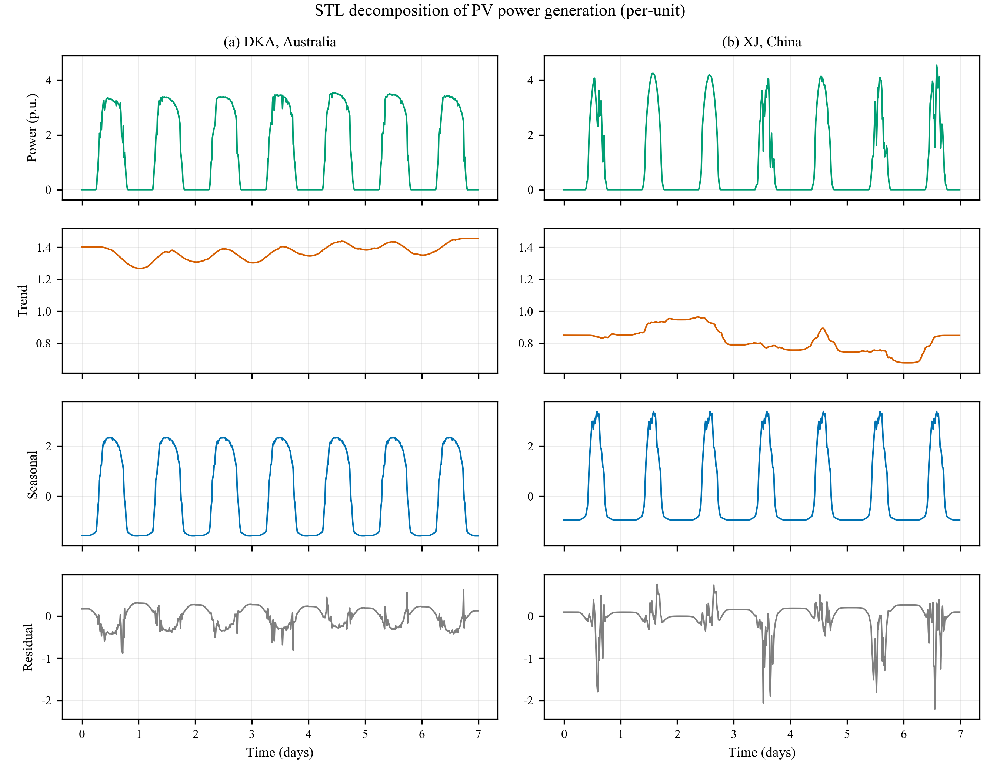 STL decomposition of PV power generation (per-unit)
(a) DKA, Australia
(b) XJ, China
Power (p.u.)
4
2
0
4
2
0
Trend
1.4
1.2
1.0
0.8
1.4
1.2
1.0
0.8
Seasonal
2
0
2
0
Residual
0
-1
-2
0
-1
-2
0 1 2 3 4 5 6 7
0 1 2 3 4 5 6 7
Time (days)
Time (days)